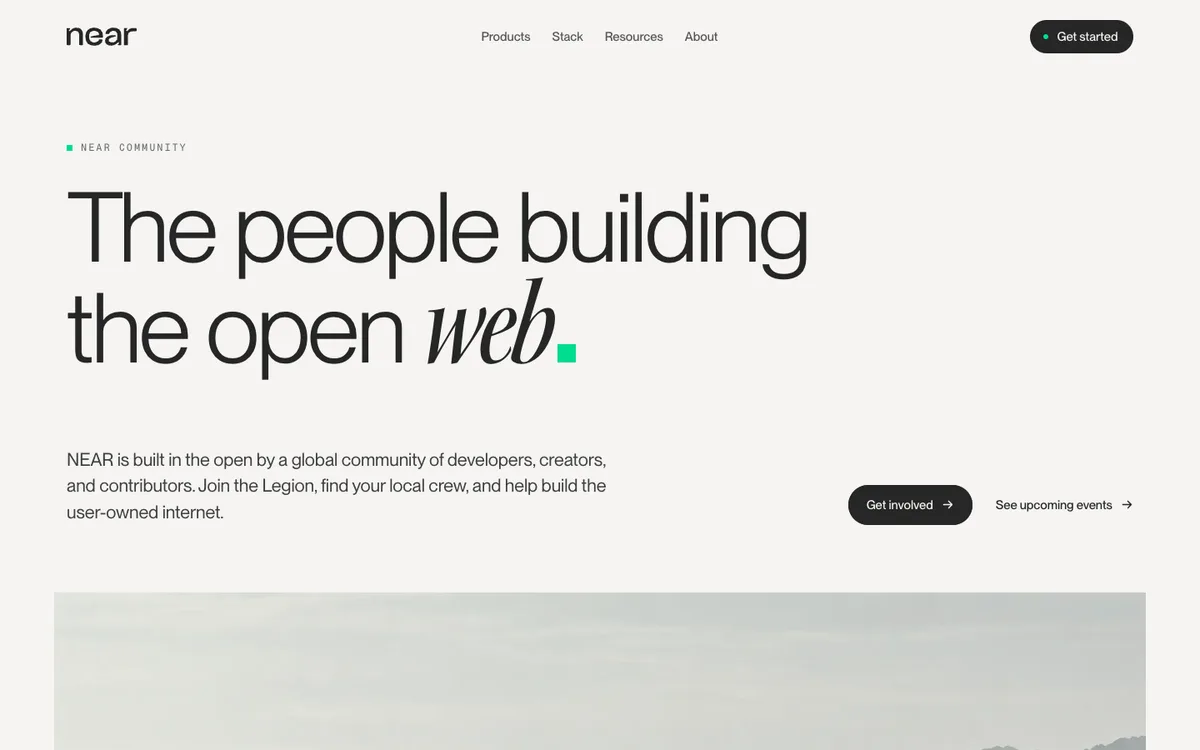 near
Products
Stack
Resources
About
Get started
NEAR COMMUNITY
The people building
the open web.
NEAR is built in the open by a global community of developers, creators,
and contributors. Join the Legion, find your local crew, and help build the
user-owned internet.
Get involved →
See upcoming events →